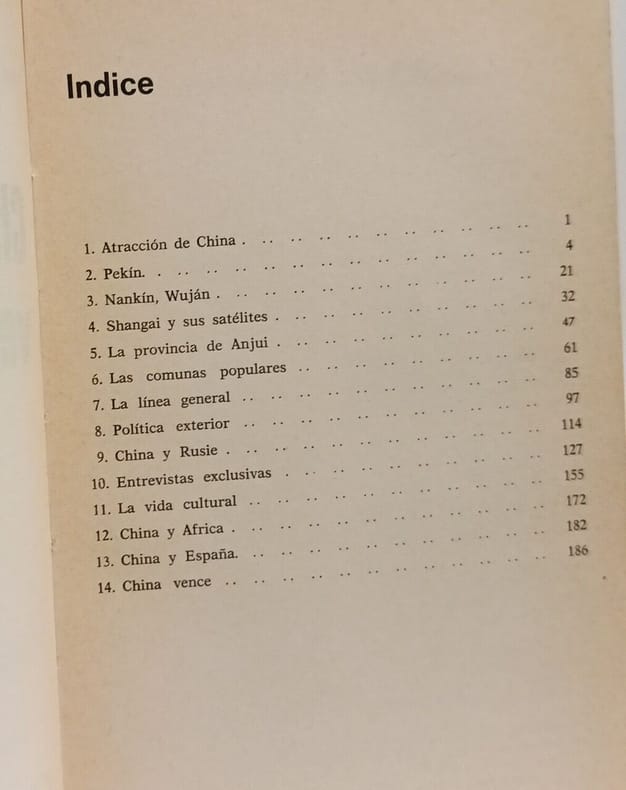 Indice
1. Atracción de China . . . . . . . . . . . . . . . . . . . . . 1
2. Pekín. . . . . . . . . . . . . . . . . . . . . . . . . . . . 4
3. Nankín, Wuján . . . . . . . . . . . . . . . . . . . . . . . 21
4. Shangai y sus satélites . . . . . . . . . . . . . . . . . . . 32
5. La provincia de Anjui . . . . . . . . . . . . . . . . . . . 47
6. Las comunas populares . . . . . . . . . . . . . . . . . . 61
7. La línea general . . . . . . . . . . . . . . . . . . . . . . 85
8. Política exterior . . . . . . . . . . . . . . . . . . . . . . 97
9. China y Rusie . . . . . . . . . . . . . . . . . . . . . . . 114
10. Entrevistas exclusivas . . . . . . . . . . . . . . . . . . . 127
11. La vida cultural . . . . . . . . . . . . . . . . . . . . . . 155
12. China y Africa . . . . . . . . . . . . . . . . . . . . . . . 172
13. China y España. . . . . . . . . . . . . . . . . . . . . . . 182
14. China vence . . . . . . . . . . . . . . . . . . . . . . . . 186